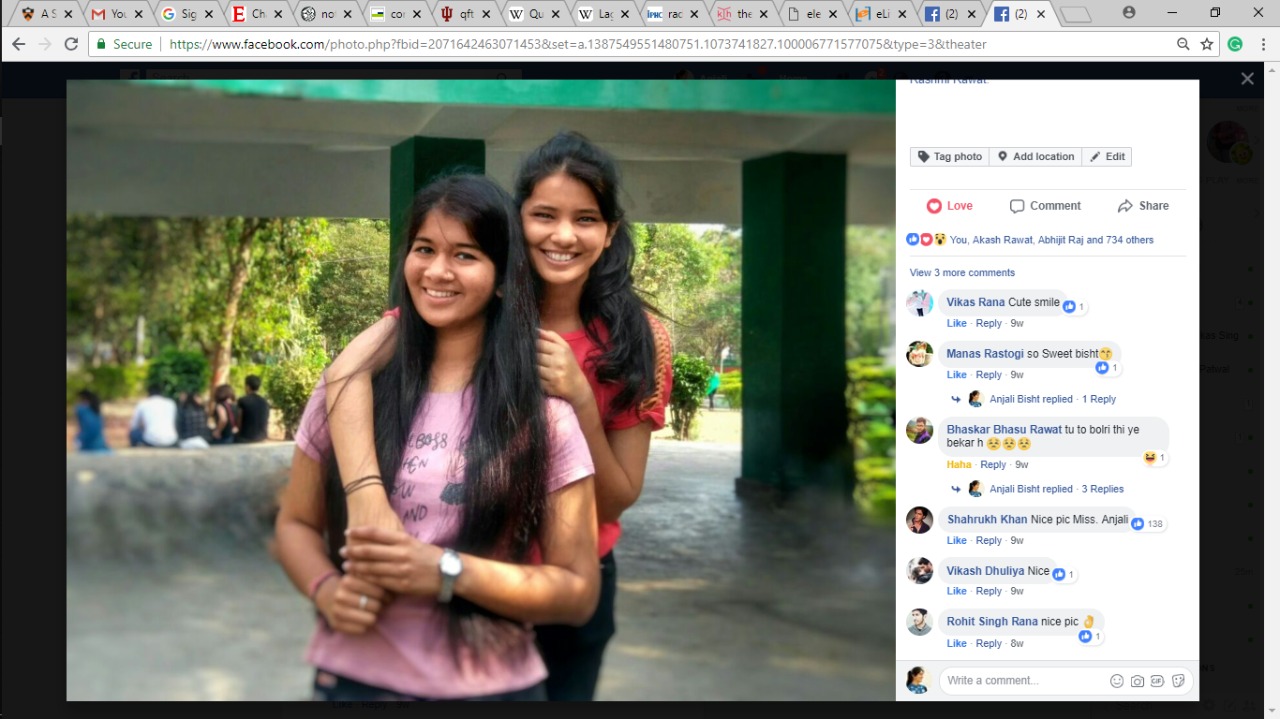 A S
M You
Sig
Ch
no
co
qft
Qu
Lag
rac
the
ele
eLi
(2)
(2)
Secure https://www.facebook.com/photo.php?fbid=2071642463071453&set=a.1387549551480751.1073741827.100006771577075&type=3&theater
Rashmi Rawat.
Tag photo Add location Edit
Love Comment Share
You, Akash Rawat, Abhijit Raj and 734 others
View 3 more comments
Vikas Rana Cute smile 1
Like · Reply · 9w
Manas Rastogi so Sweet bisht😚
1
Like · Reply · 9w
Anjali Bisht replied · 1 Reply
Bhaskar Bhasu Rawat tu to bolri thi ye
bekar h 😣😣😣
1
Haha · Reply · 9w
Anjali Bisht replied · 3 Replies
Shahrukh Khan Nice pic Miss. Anjali 138
Like · Reply · 9w
Vikash Dhuliya Nice 1
Like · Reply · 9w
Rohit Singh Rana nice pic 👌
1
Like · Reply · 8w
Write a comment...
GIF